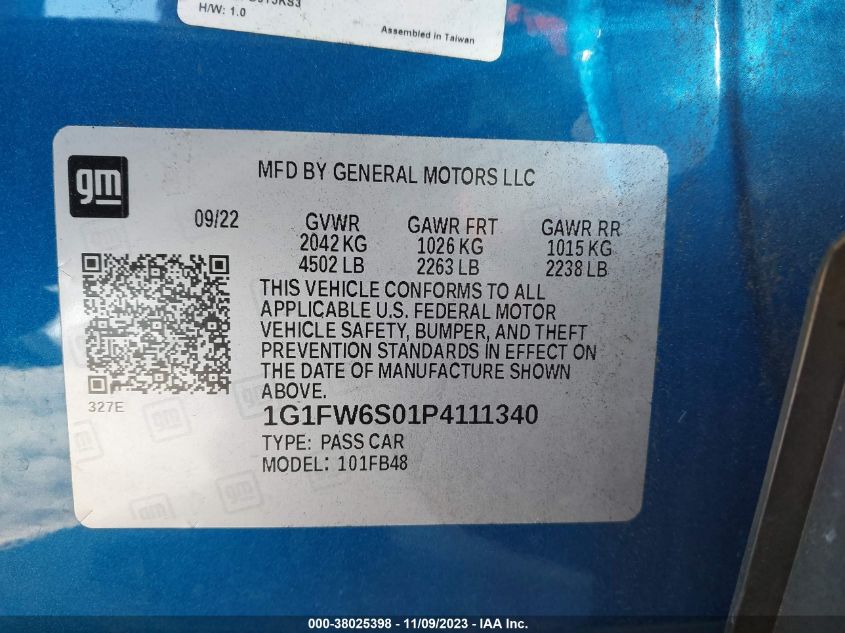 H/W: 1.0
Assembled in Taiwan
gm
MFD BY GENERAL MOTORS LLC
09/22 GVWR GAWR FRT GAWR RR
2042 KG 1026 KG 1015 KG
4502 LB 2263 LB 2238 LB
THIS VEHICLE CONFORMS TO ALL
APPLICABLE U.S. FEDERAL MOTOR
VEHICLE SAFETY, BUMPER, AND THEFT
PREVENTION STANDARDS IN EFFECT ON
THE DATE OF MANUFACTURE SHOWN
ABOVE.
327E
1G1FW6S01P4111340
TYPE: PASS CAR
MODEL: 101FB48
000-38025398 - 11/09/2023 - IAA Inc.